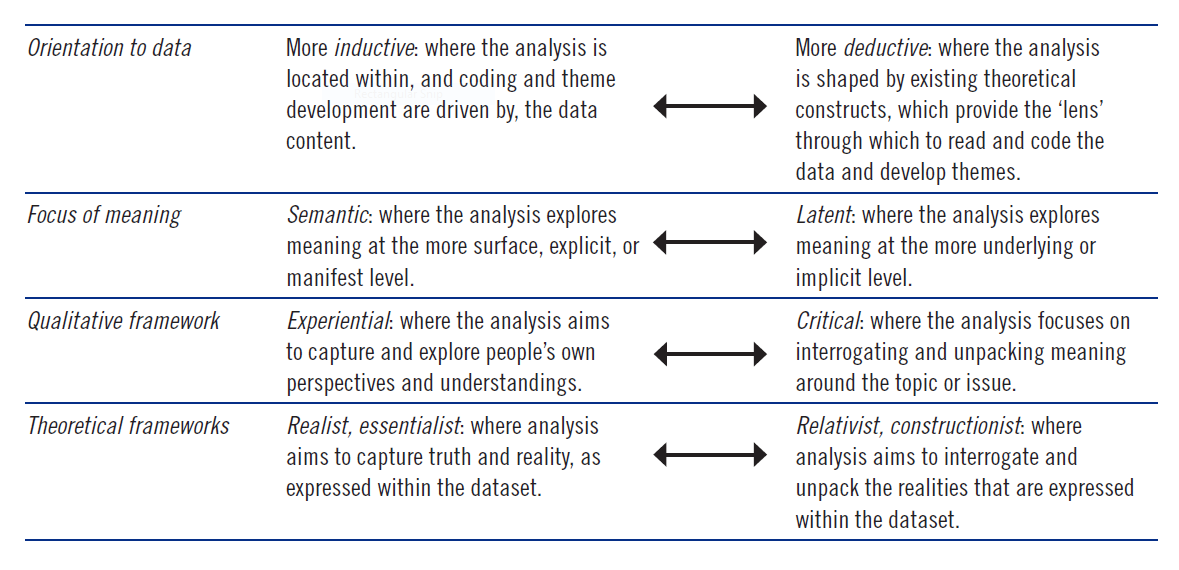 Orientation to data
More inductive: where the analysis is
located within, and coding and theme
development are driven by, the data
content.
More deductive: where the analysis
is shaped by existing theoretical
constructs, which provide the ‘lens’
through which to read and code the
data and develop themes.
Focus of meaning
Semantic: where the analysis explores
meaning at the more surface, explicit, or
manifest level.
Latent: where the analysis explores
meaning at the more underlying or
implicit level.
Qualitative framework
Experiential: where the analysis aims
to capture and explore people’s own
perspectives and understandings.
Critical: where the analysis focuses on
interrogating and unpacking meaning
around the topic or issue.
Theoretical frameworks
Realist, essentialist: where analysis
aims to capture truth and reality, as
expressed within the dataset.
Relativist, constructionist: where
analysis aims to interrogate and
unpack the realities that are expressed
within the dataset.